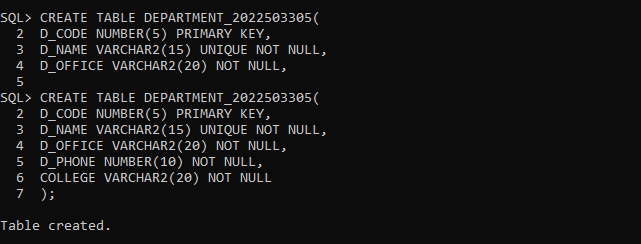 SQL> CREATE TABLE DEPARTMENT_2022503305(
2 D_CODE NUMBER(5) PRIMARY KEY,
3 D_NAME VARCHAR2(15) UNIQUE NOT NULL,
4 D_OFFICE VARCHAR2(20) NOT NULL,
5
SQL> CREATE TABLE DEPARTMENT_2022503305(
2 D_CODE NUMBER(5) PRIMARY KEY,
3 D_NAME VARCHAR2(15) UNIQUE NOT NULL,
4 D_OFFICE VARCHAR2(20) NOT NULL,
5 D_PHONE NUMBER(10) NOT NULL,
6 COLLEGE VARCHAR2(20) NOT NULL
7 );
Table created.